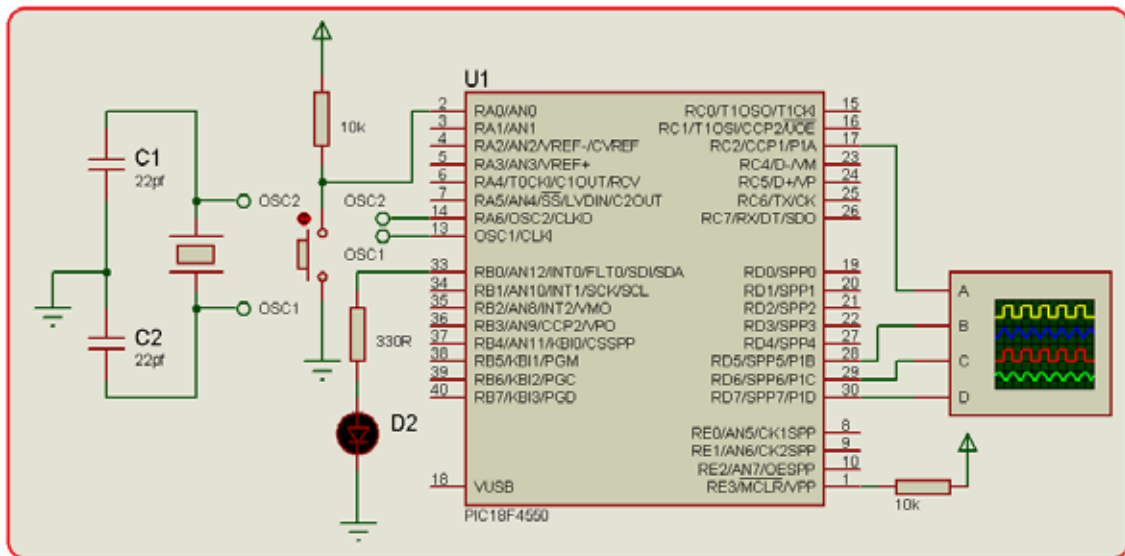 C1
22pf
C2
22pf
OSC2
OSC1
10k
OSC2
OSC1
330R
D2
U1
2 RA0/AN0
3 RA1/AN1
4 RA2/AN2/VREF-/CVREF
5 RA3/AN3/VREF+
6 RA4/T0CKI/C1OUT/RCV
7 RA5/AN4/SS/LVDIN/C2OUT
14 RA6/OSC2/CLKO
13 OSC1/CLKI
33 RB0/AN12/INT0/FLT0/SDI/SDA
34 RB1/AN10/INT1/SCK/SCL
35 RB2/AN8/INT2/VMO
36 RB3/AN9/CCP2/VPO
37 RB4/AN11/KBI0/CSSPP
38 RB5/KBI1/PGM
39 RB6/KBI2/PGC
40 RB7/KBI3/PGD
18 VUSB
RC0/T1OSO/T1CKI 15
RC1/T1OSI/CCP2/UOE 16
RC2/CCP1/P1A 17
RC4/D-/VM 23
RC5/D+/VP 24
RC6/TX/CK 25
RC7/RX/DT/SDO 26
RD0/SPP0 19
RD1/SPP1 20
RD2/SPP2 21
RD3/SPP3 22
RD4/SPP4 27
RD5/SPP5/P1B 28
RD6/SPP6/P1C 29
RD7/SPP7/P1D 30
RE0/AN5/CK1SPP 8
RE1/AN6/CK2SPP 9
RE2/AN7/OESPP 10
RE3/MCLR/VPP 1
PIC18F4550
A
B
C
D
10k